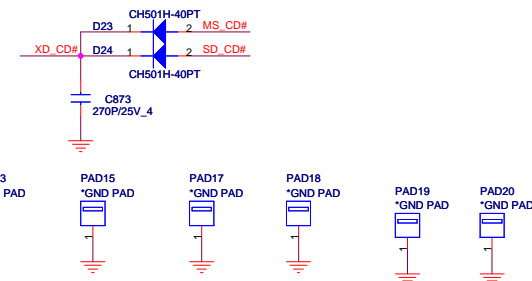 CH501H-40PT
D23 1 2 MS_CD#
XD_CD# D24 1 2 SD_CD#
CH501H-40PT
C873
270P/25V_4
3 PAD15 PAD17 PAD18
PAD *GND PAD *GND PAD *GND PAD
PAD19 PAD20
*GND PAD *GND PAD
1 1 1 1 1